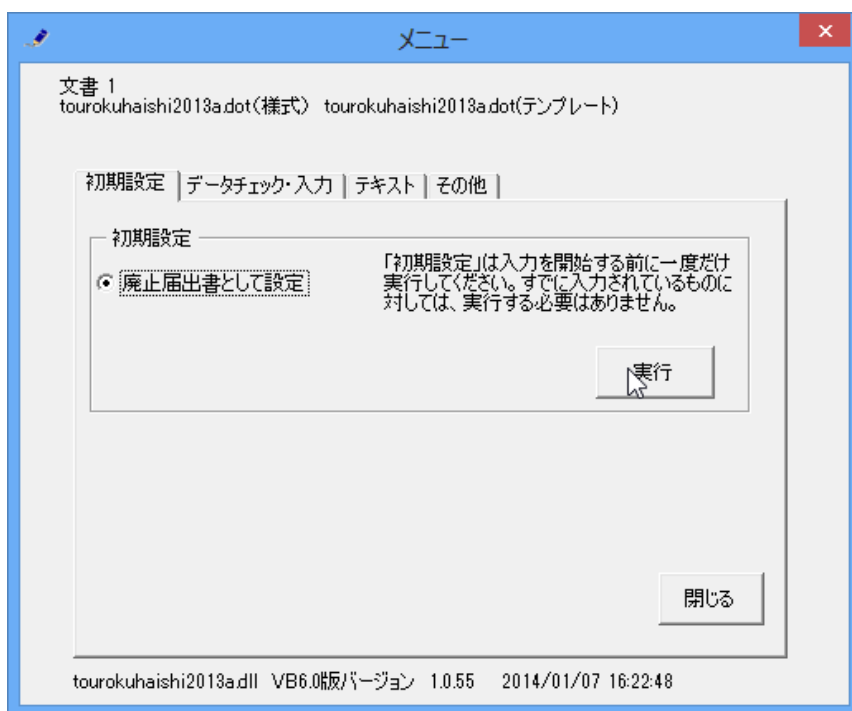 メニュー
文書 1
tourokuhaishi2013a.dot(様式) tourokuhaishi2013a.dot(テンプレート)
初期設定 データチェック・入力 テキスト その他
初期設定
廃止届出書として設定
「初期設定」は入力を開始する前に一度だけ
実行してください。すでに入力されているものに
対しては、実行する必要はありません。
実行
閉じる
tourokuhaishi2013a.dll VB6.0版バージョン 1.0.55 2014/01/07 16:22:48